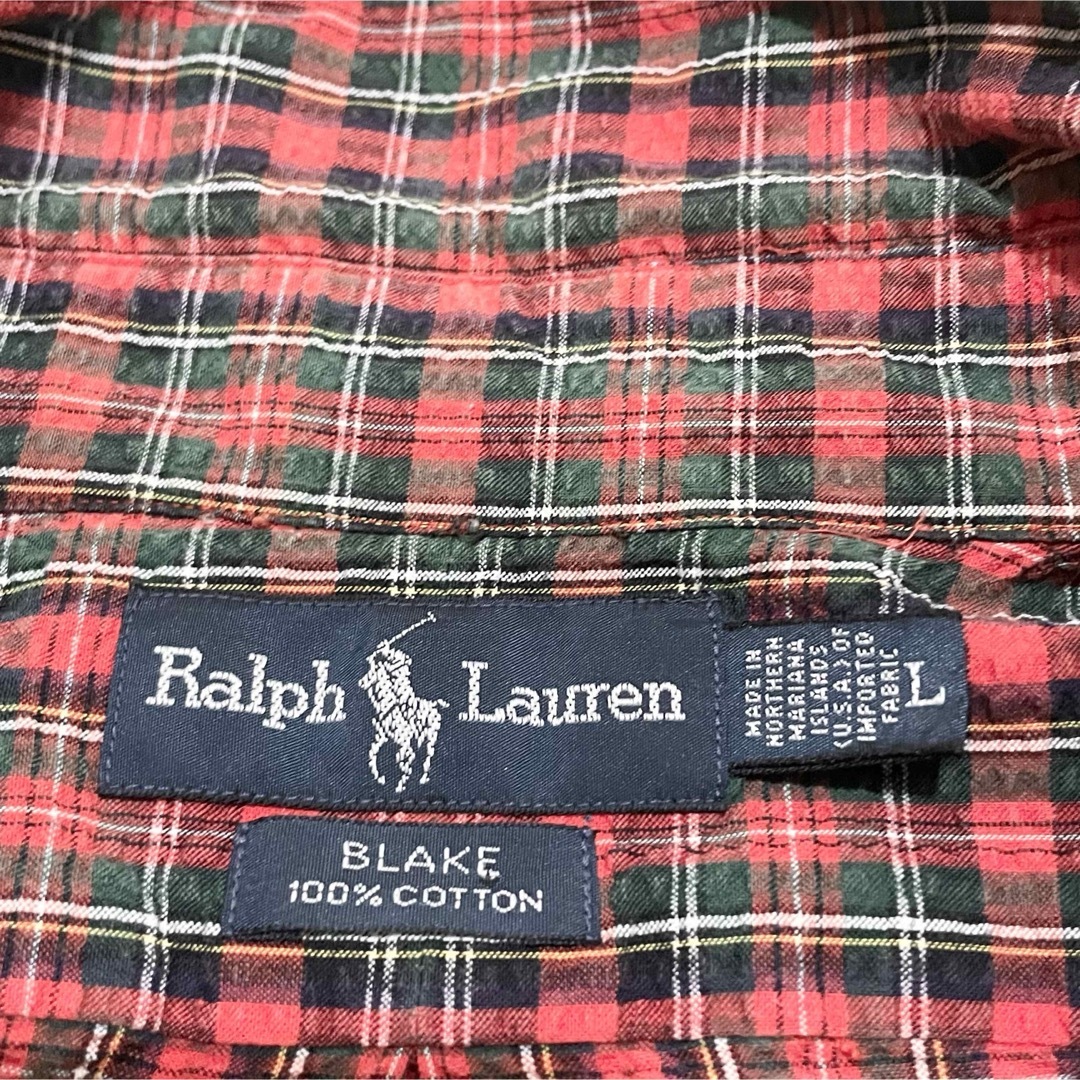 Ralph Lauren
MADE IN
NORTHERN
MARIANA
ISLANDS
(U.S.A.) OF
IMPORTED
FABRIC
L
BLAKE
100% COTTON